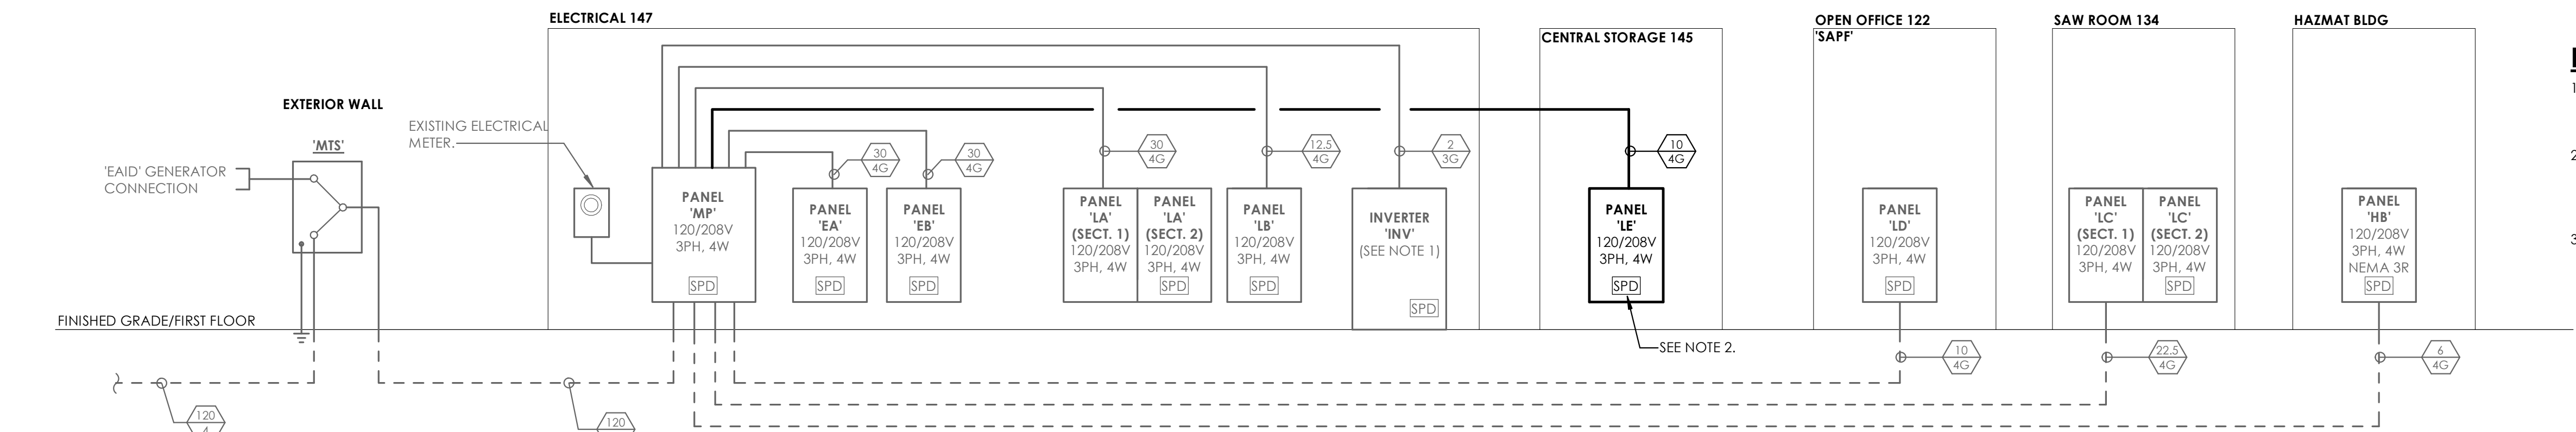 ELECTRICAL 147
CENTRAL STORAGE 145
OPEN OFFICE 122
'SAPF'
SAW ROOM 134
HAZMAT BLDG
EXTERIOR WALL
'MTS'
'EAID' GENERATOR
CONNECTION
EXISTING ELECTRICAL
METER.
PANEL
'MP'
120/208V
3PH, 4W
SPD
30
4G
PANEL
'EA'
120/208V
3PH, 4W
SPD
30
4G
PANEL
'EB'
120/208V
3PH, 4W
SPD
30
4G
PANEL
'LA'
(SECT. 1)
120/208V
3PH, 4W
PANEL
'LA'
(SECT. 2)
120/208V
3PH, 4W
SPD
12.5
4G
PANEL
'LB'
120/208V
3PH, 4W
SPD
2
3G
INVERTER
'INV'
(SEE NOTE 1)
SPD
10
4G
PANEL
'LE'
120/208V
3PH, 4W
SPD
SEE NOTE 2.
PANEL
'LD'
120/208V
3PH, 4W
SPD
10
4G
PANEL
'LC'
(SECT. 1)
120/208V
3PH, 4W
PANEL
'LC'
(SECT. 2)
120/208V
3PH, 4W
SPD
22.5
4G
PANEL
'HB'
120/208V
3PH, 4W
NEMA 3R
SPD
6
4G
FINISHED GRADE/FIRST FLOOR
120
4
120
1
2
3